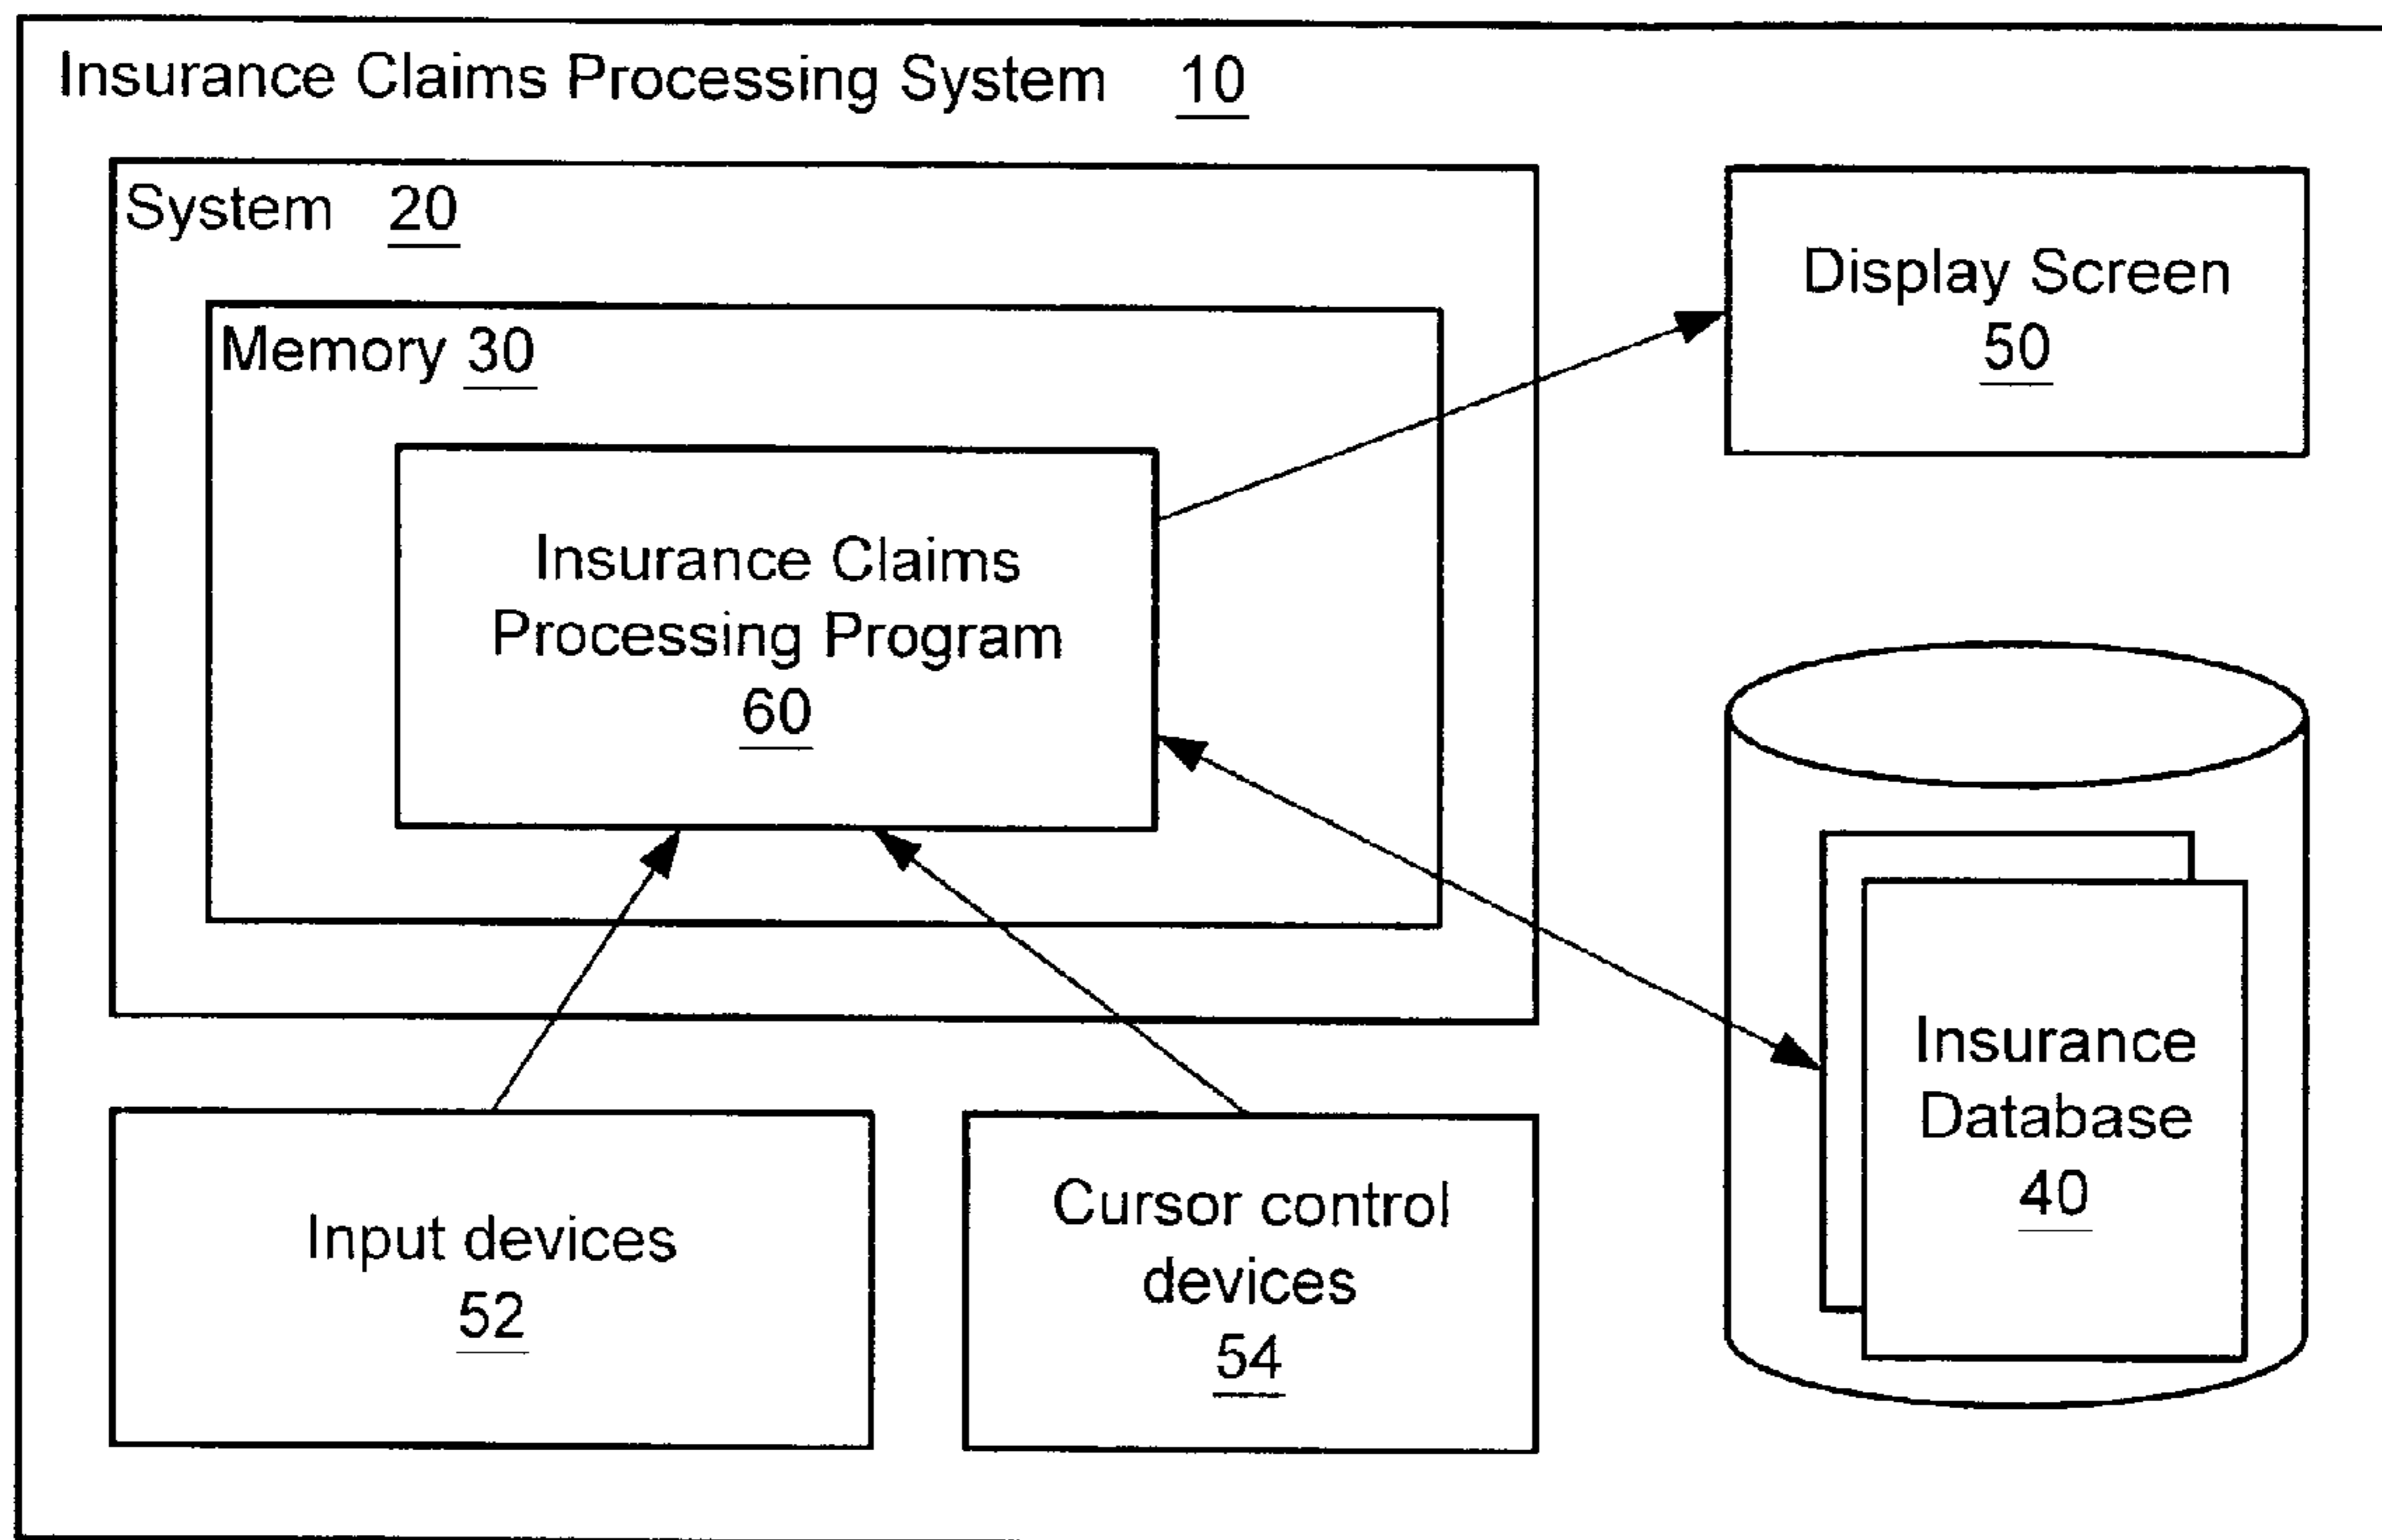 Insurance Claims Processing System 10
System 20
Memory 30
Insurance Claims
Processing Program
60
Display Screen
50
Insurance
Database
40
Input devices
52
Cursor control
devices
54